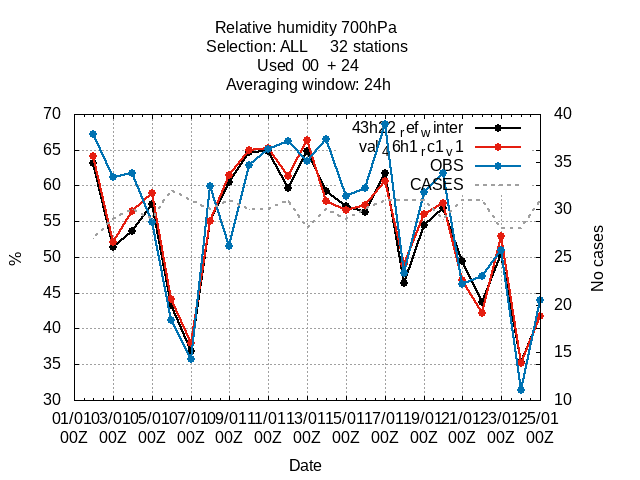 Relative humidity 700hPa
Selection: ALL 32 stations
Used 00 + 24
Averaging window: 24h
70 40
43h22_ref_winter
val_46h1_rc1_v1
OBS
CASES
65 35
60 30
55
50 25
45
40 20
35 15
30 10
% No cases
01/01 03/01 05/01 07/01 09/01 11/01 13/01 15/01 17/01 19/01 21/01 23/01 25/01
00Z 00Z 00Z 00Z 00Z 00Z 00Z 00Z 00Z 00Z 00Z 00Z 00Z
Date